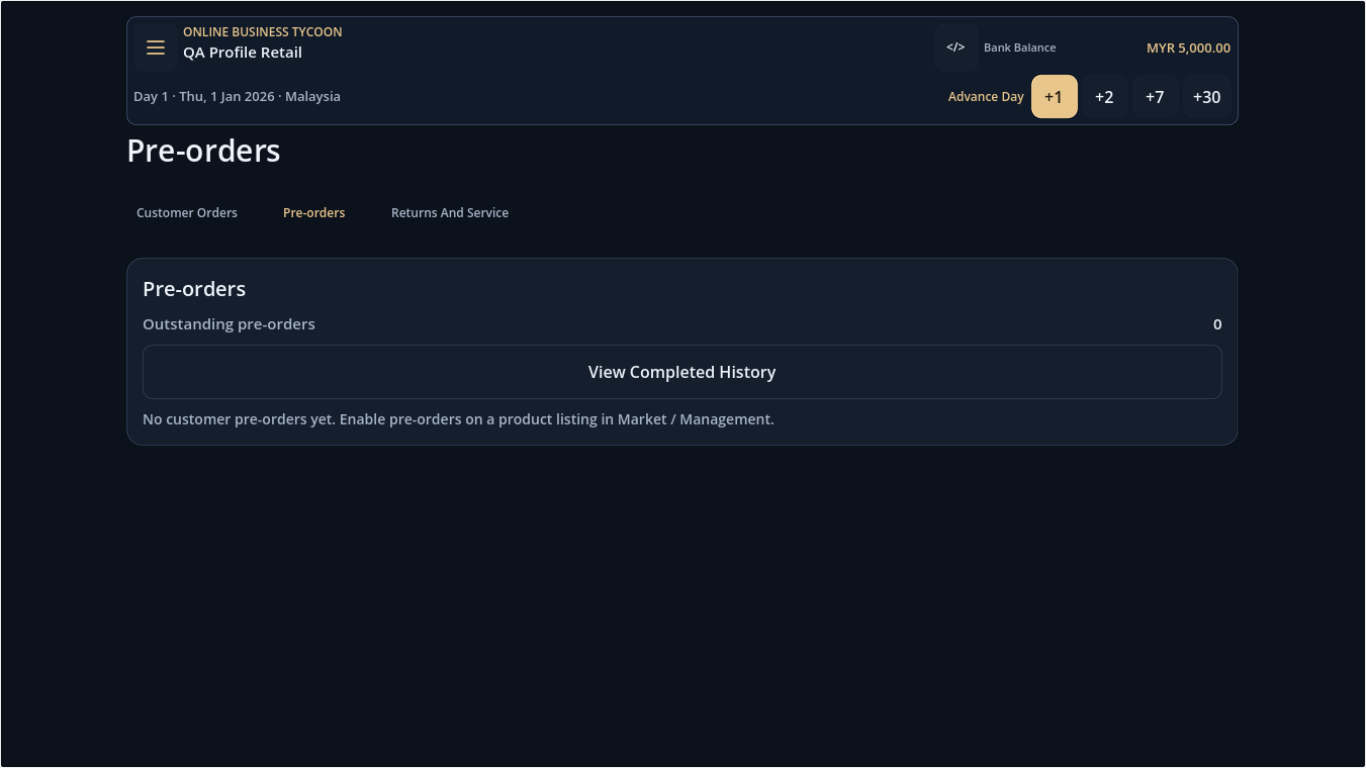 ONLINE BUSINESS TYCOON
QA Profile Retail
</> Bank Balance MYR 5,000.00
Day 1 · Thu, 1 Jan 2026 · Malaysia
Advance Day +1 +2 +7 +30
Pre-orders
Customer Orders Pre-orders Returns And Service
Pre-orders
Outstanding pre-orders 0
View Completed History
No customer pre-orders yet. Enable pre-orders on a product listing in Market / Management.